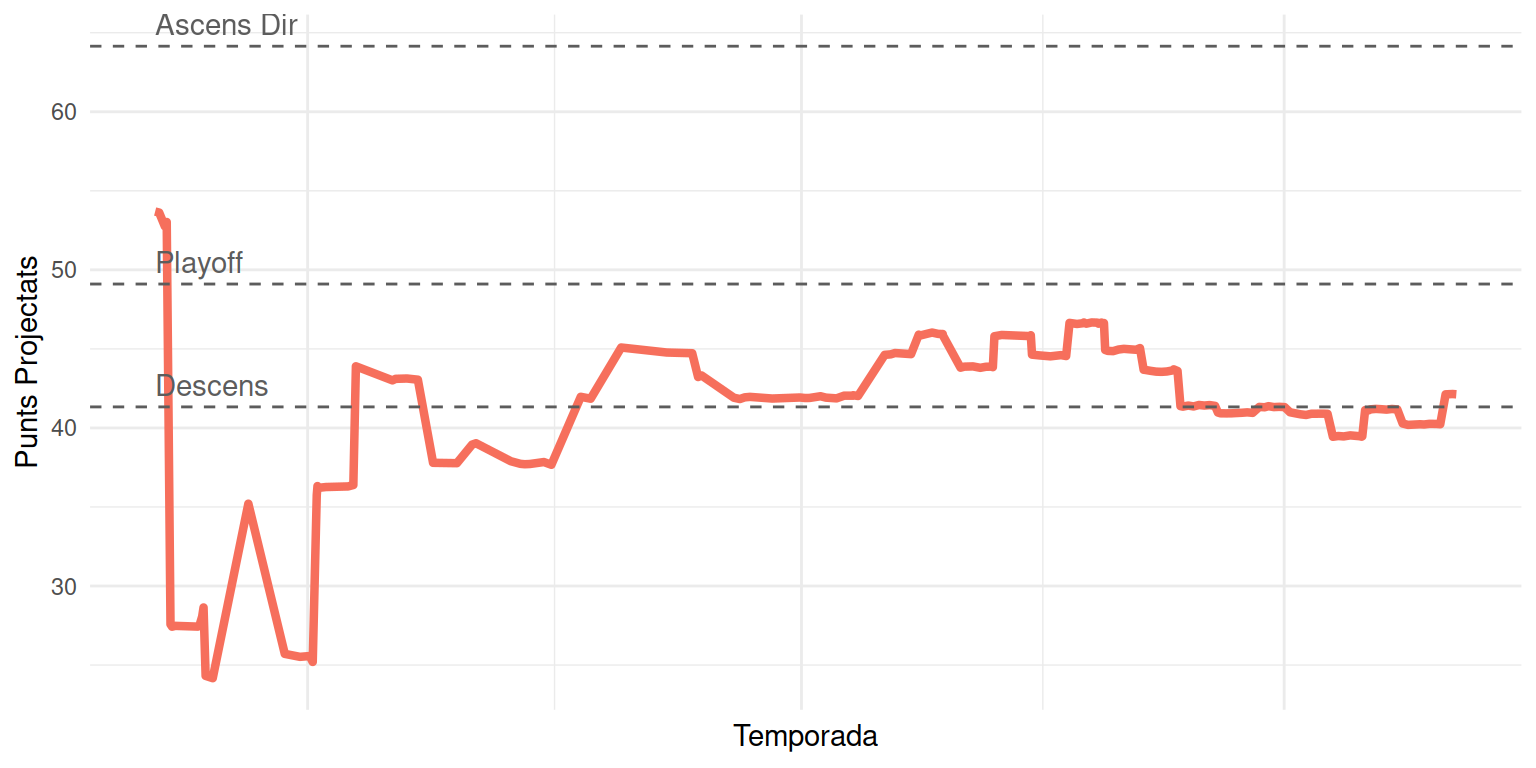 Ascens Dir
60
Playoff
50
Descens
40
30
Punts Projectats
Temporada